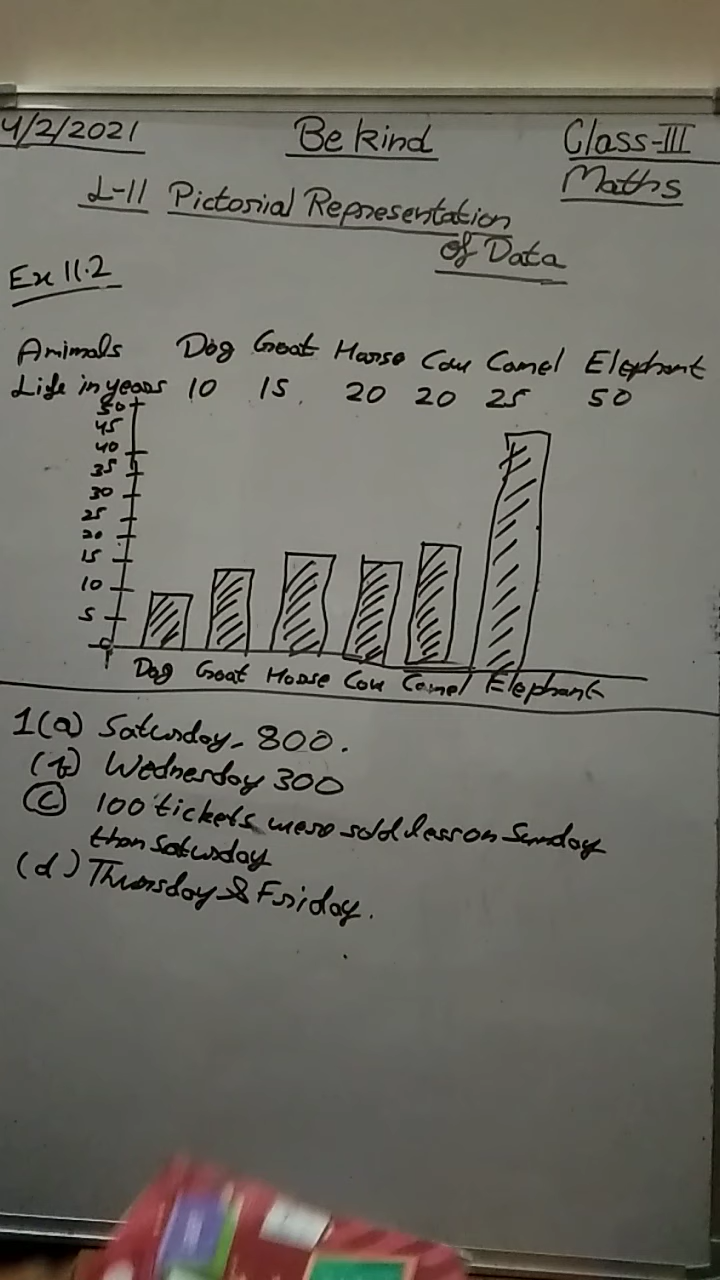 4/2/2021 Be kind Class-III
Maths
L-11 Pictorial Representation
of Data
Ex 11.2
Animals Dog Goat Horse Cow Camel Elephant
Life in years 10 15 20 20 25 50
50
45
40
35
30
25
20
15
10
5
0
Dog Goat Horse Cow Camel Elephant
1(a) Saturday, 800.
(b) Wednesday 300
(c) 100 tickets were sold less on Sunday
than Saturday
(d) Thursday & Friday.